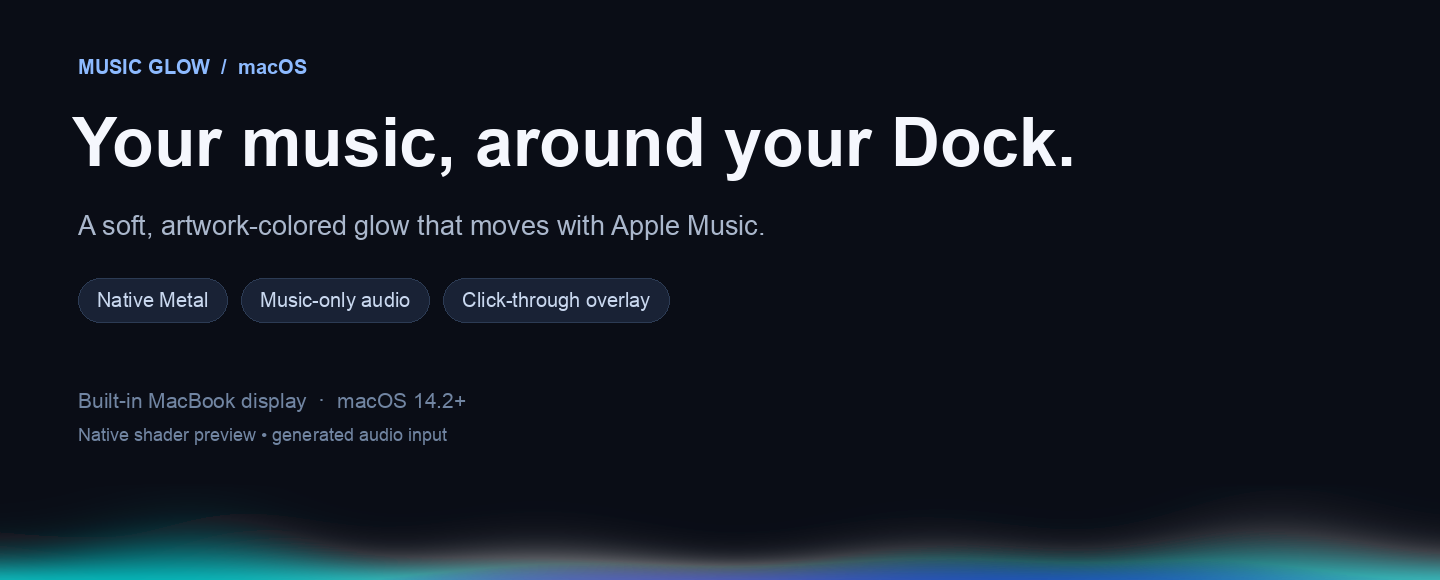 MUSIC GLOW / macOS
Your music, around your Dock.
A soft, artwork-colored glow that moves with Apple Music.
Native Metal
Music-only audio
Click-through overlay
Built-in MacBook display · macOS 14.2+
Native shader preview • generated audio input